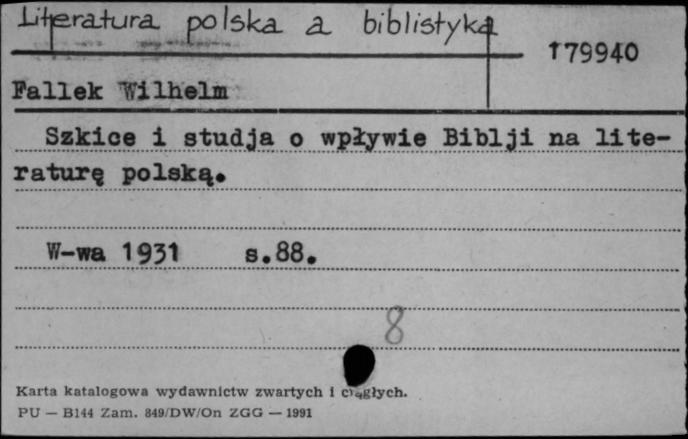 Literatura polska a biblistyka
179940
Fallek Wilhelm
Szkice i studja o wpływie Biblji na lite-
raturę polską.
W-wa 1931 s.88.
8
Karta katalogowa wydawnictw zwartych i ciągłych.
PU — B144 Zam. 849/DW/On ZGG — 1991